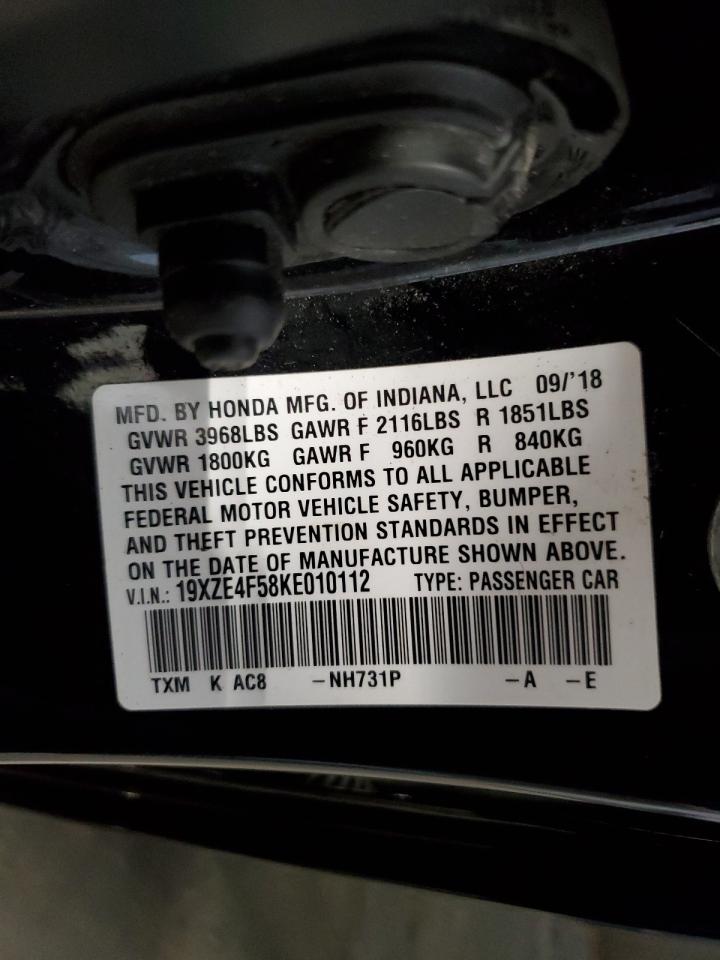 MFD. BY HONDA MFG. OF INDIANA, LLC 09/'18
GVWR 3968LBS GAWR F 2116LBS R 1851LBS
GVWR 1800KG GAWR F 960KG R 840KG
THIS VEHICLE CONFORMS TO ALL APPLICABLE
FEDERAL MOTOR VEHICLE SAFETY, BUMPER,
AND THEFT PREVENTION STANDARDS IN EFFECT
ON THE DATE OF MANUFACTURE SHOWN ABOVE.
V.I.N.: 19XZE4F58KE010112 TYPE: PASSENGER CAR
TXM K AC8 -NH731P -A -E